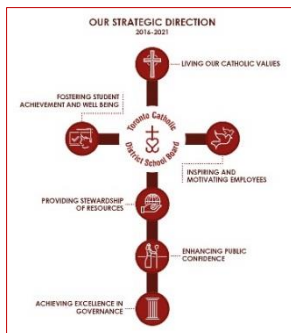 OUR STRATEGIC DIRECTION
2016-2021
LIVING OUR CATHOLIC VALUES
FOSTERING STUDENT
ACHIEVEMENT AND WELL BEING
Toronto Catholic
District School Board
INSPIRING AND
MOTIVATING EMPLOYEES
PROVIDING STEWARDSHIP
OF RESOURCES
ENHANCING PUBLIC
CONFIDENCE
ACHIEVING EXCELLENCE IN
GOVERNANCE